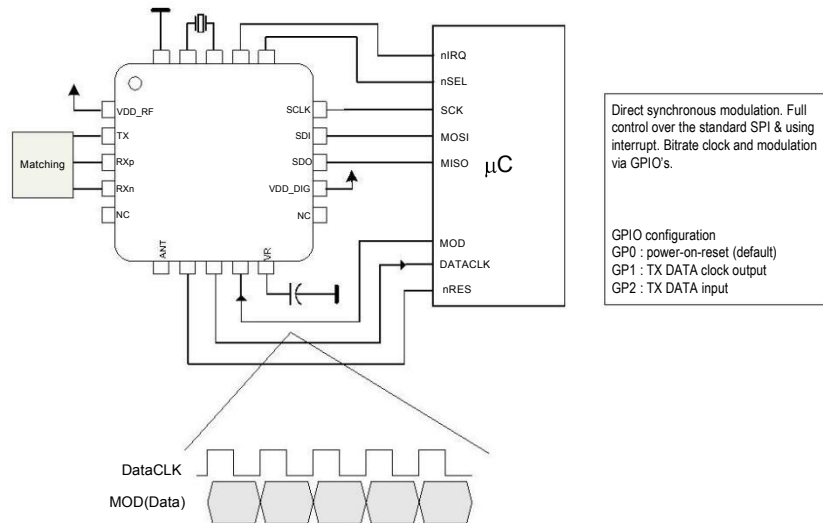 nIRQ
nSEL
VDD_RF
SCLK
SCK
TX
SDI
MOSI
Matching
RXp
SDO
MISO
μC
RXn
VDD_DIG
NC
NC
ANT
VR
MOD
DATACLK
nRES
Direct synchronous modulation. Full
control over the standard SPI & using
interrupt. Bitrate clock and modulation
via GPIO's.
GPIO configuration
GP0 : power-on-reset (default)
GP1 : TX DATA clock output
GP2 : TX DATA input
DataCLK
MOD(Data)